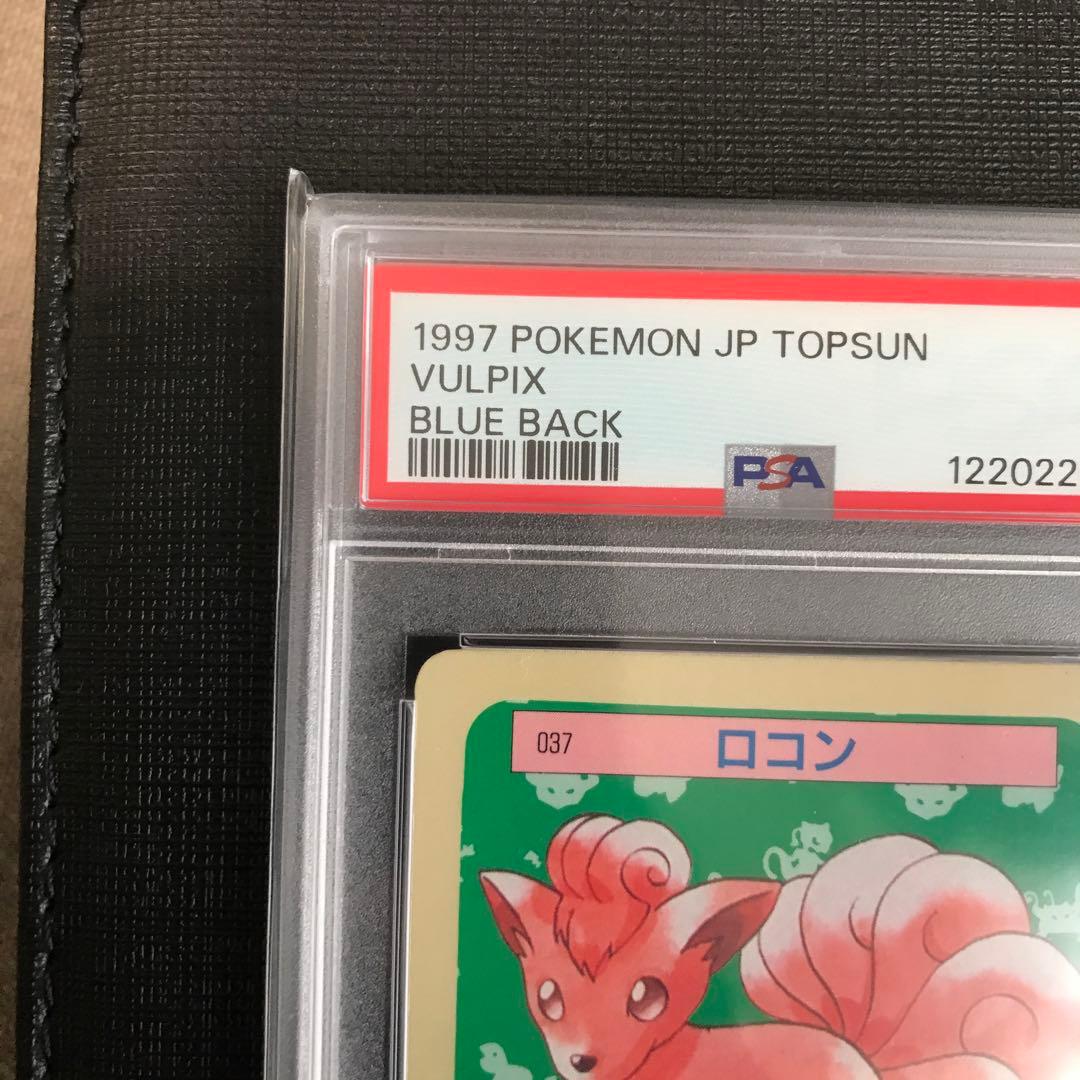 1997 POKEMON JP TOPSUN
VULPIX
BLUE BACK
PSA
122022
037
ロコン